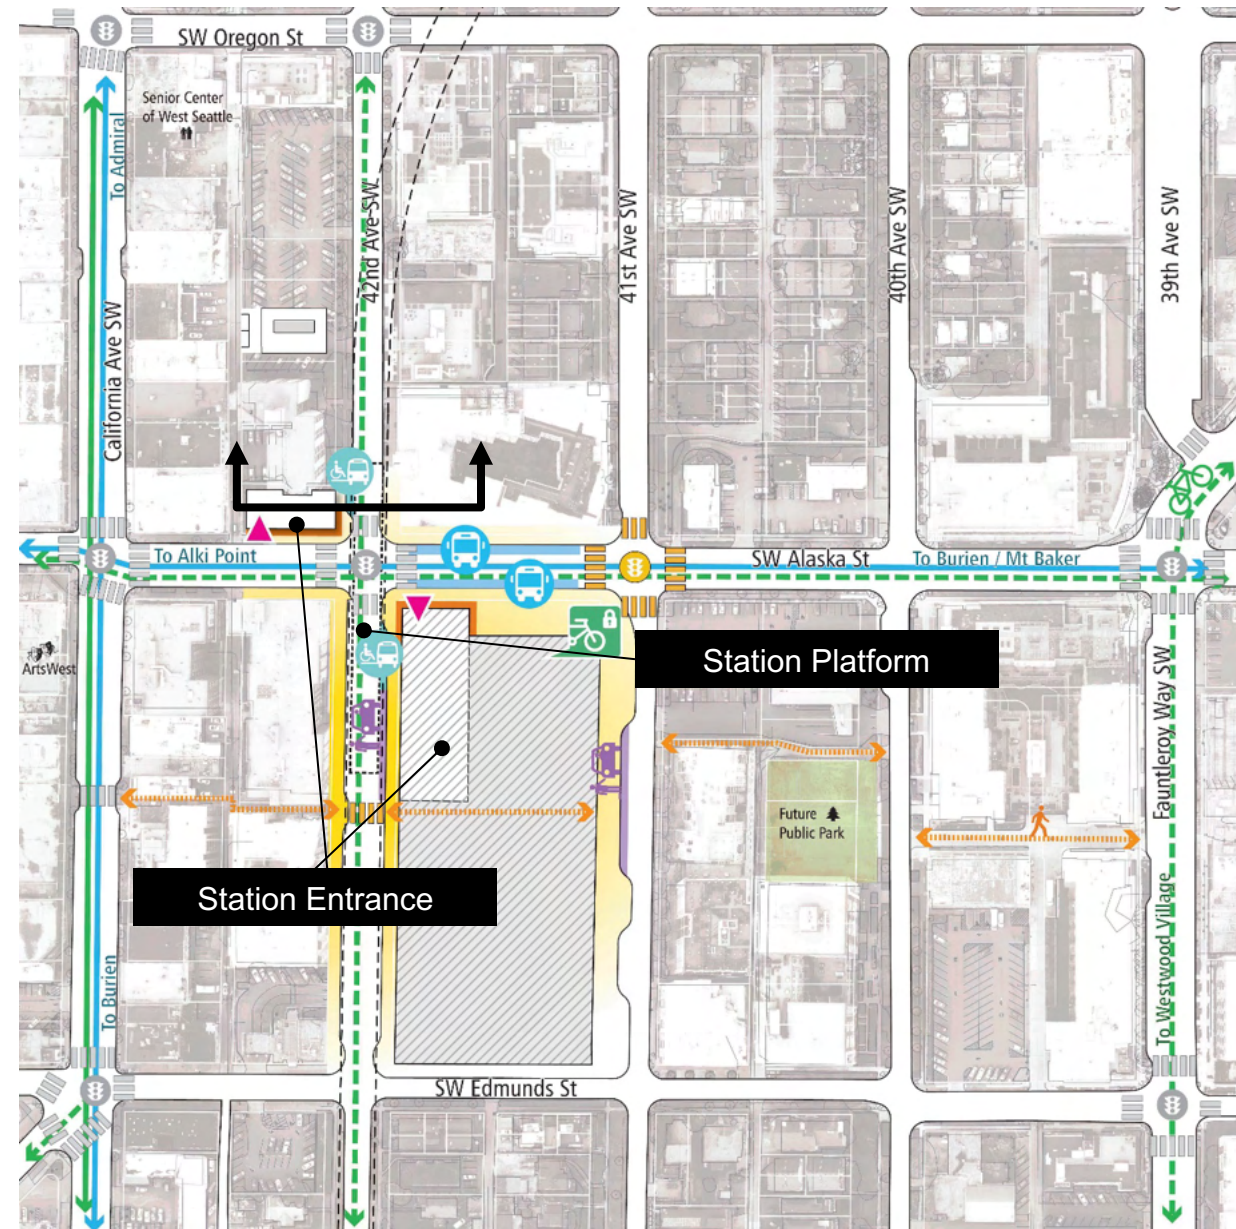 SW Oregon St
Senior Center
of West Seattle
To Admiral
California Ave SW
42nd Ave SW
41st Ave SW
40th Ave SW
39th Ave SW
To Alki Point
SW Alaska St
To Burien / Mt Baker
ArtsWest
Station Platform
Fauntleroy Way SW
Future
Public Park
Station Entrance
To Burien
To Westwood Village
SW Edmunds St